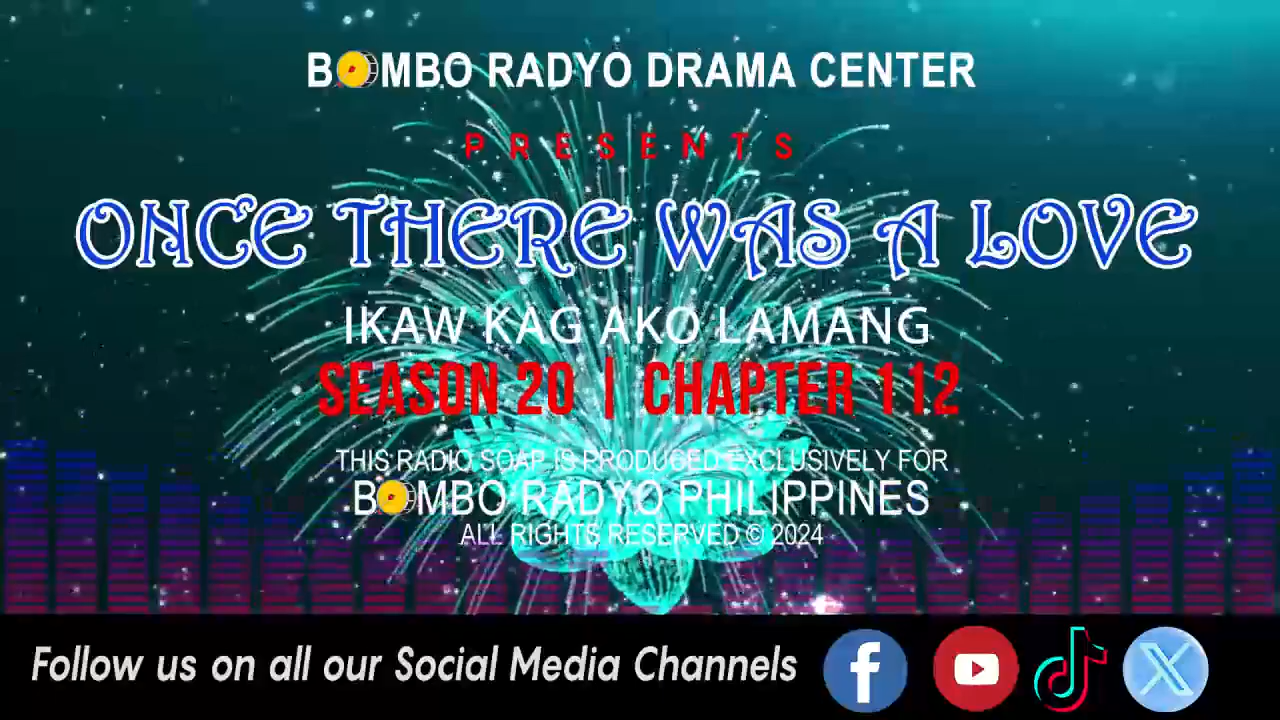 BOMBO RADYO DRAMA CENTER
PRESENTS
ONCE THERE WAS A LOVE
IKAW KAG AKO LAMANG
SEASON 20 | CHAPTER 112
THIS RADIO SOAP IS PRODUCED EXCLUSIVELY FOR
BOMBO RADYO PHILIPPINES
ALL RIGHTS RESERVED © 2024
Follow us on all our Social Media Channels